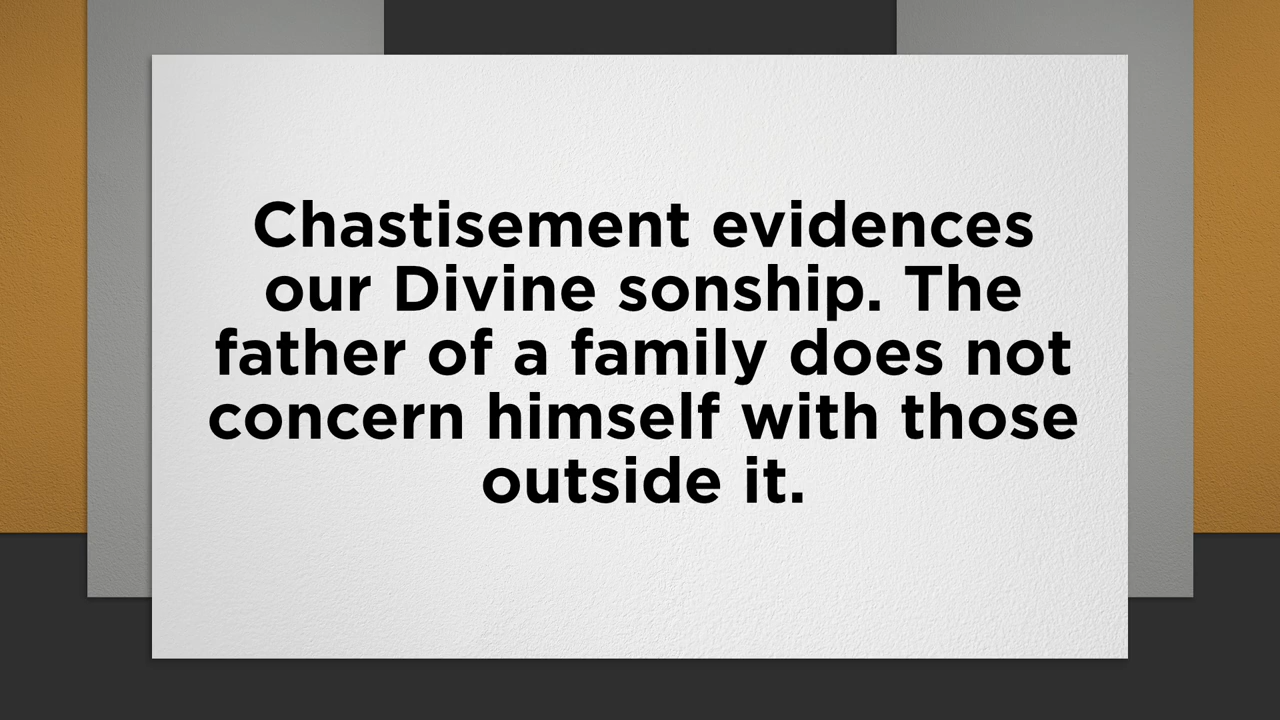 Chastisement evidences
our Divine sonship. The
father of a family does not
concern himself with those
outside it.